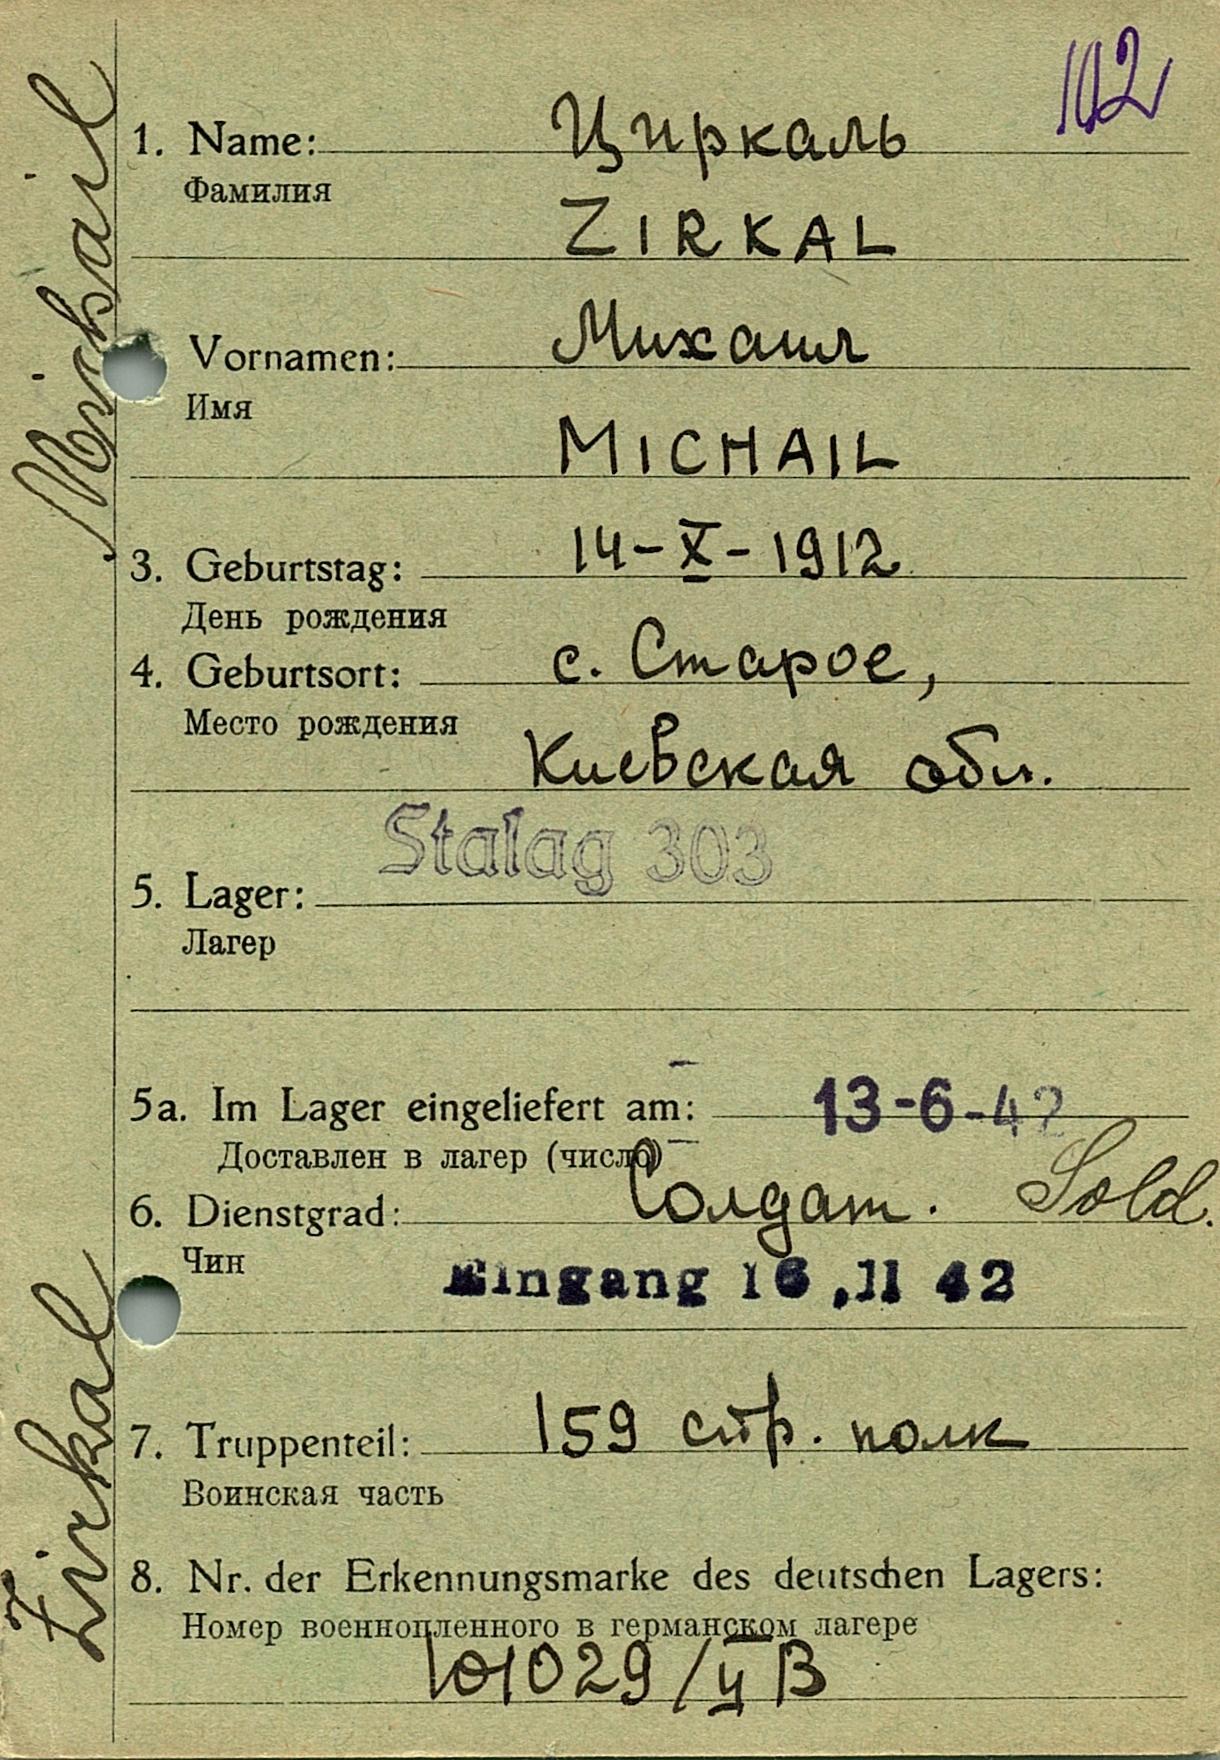 102
1. Name: Циркаль
Фамилия
ZIRKAL
Vornamen: Михаил
Имя
MICHAIL
3. Geburtstag: 14-X-1912
День рождения
4. Geburtsort: с. Старое,
Место рождения
Киевская обл.
Stalag 303
5. Lager:
Лагер
5a. Im Lager eingeliefert am: 13-6-42
Доставлен в лагер (число)
6. Dienstgrad: Солдат. Sold.
Чин
Eingang 16.11 42
7. Truppenteil: 159 стр. полк
Воинская часть
8. Nr. der Erkennungsmarke des deutschen Lagers:
Номер военнопленного в германском лагере
101029/II B
Zirkal Michail